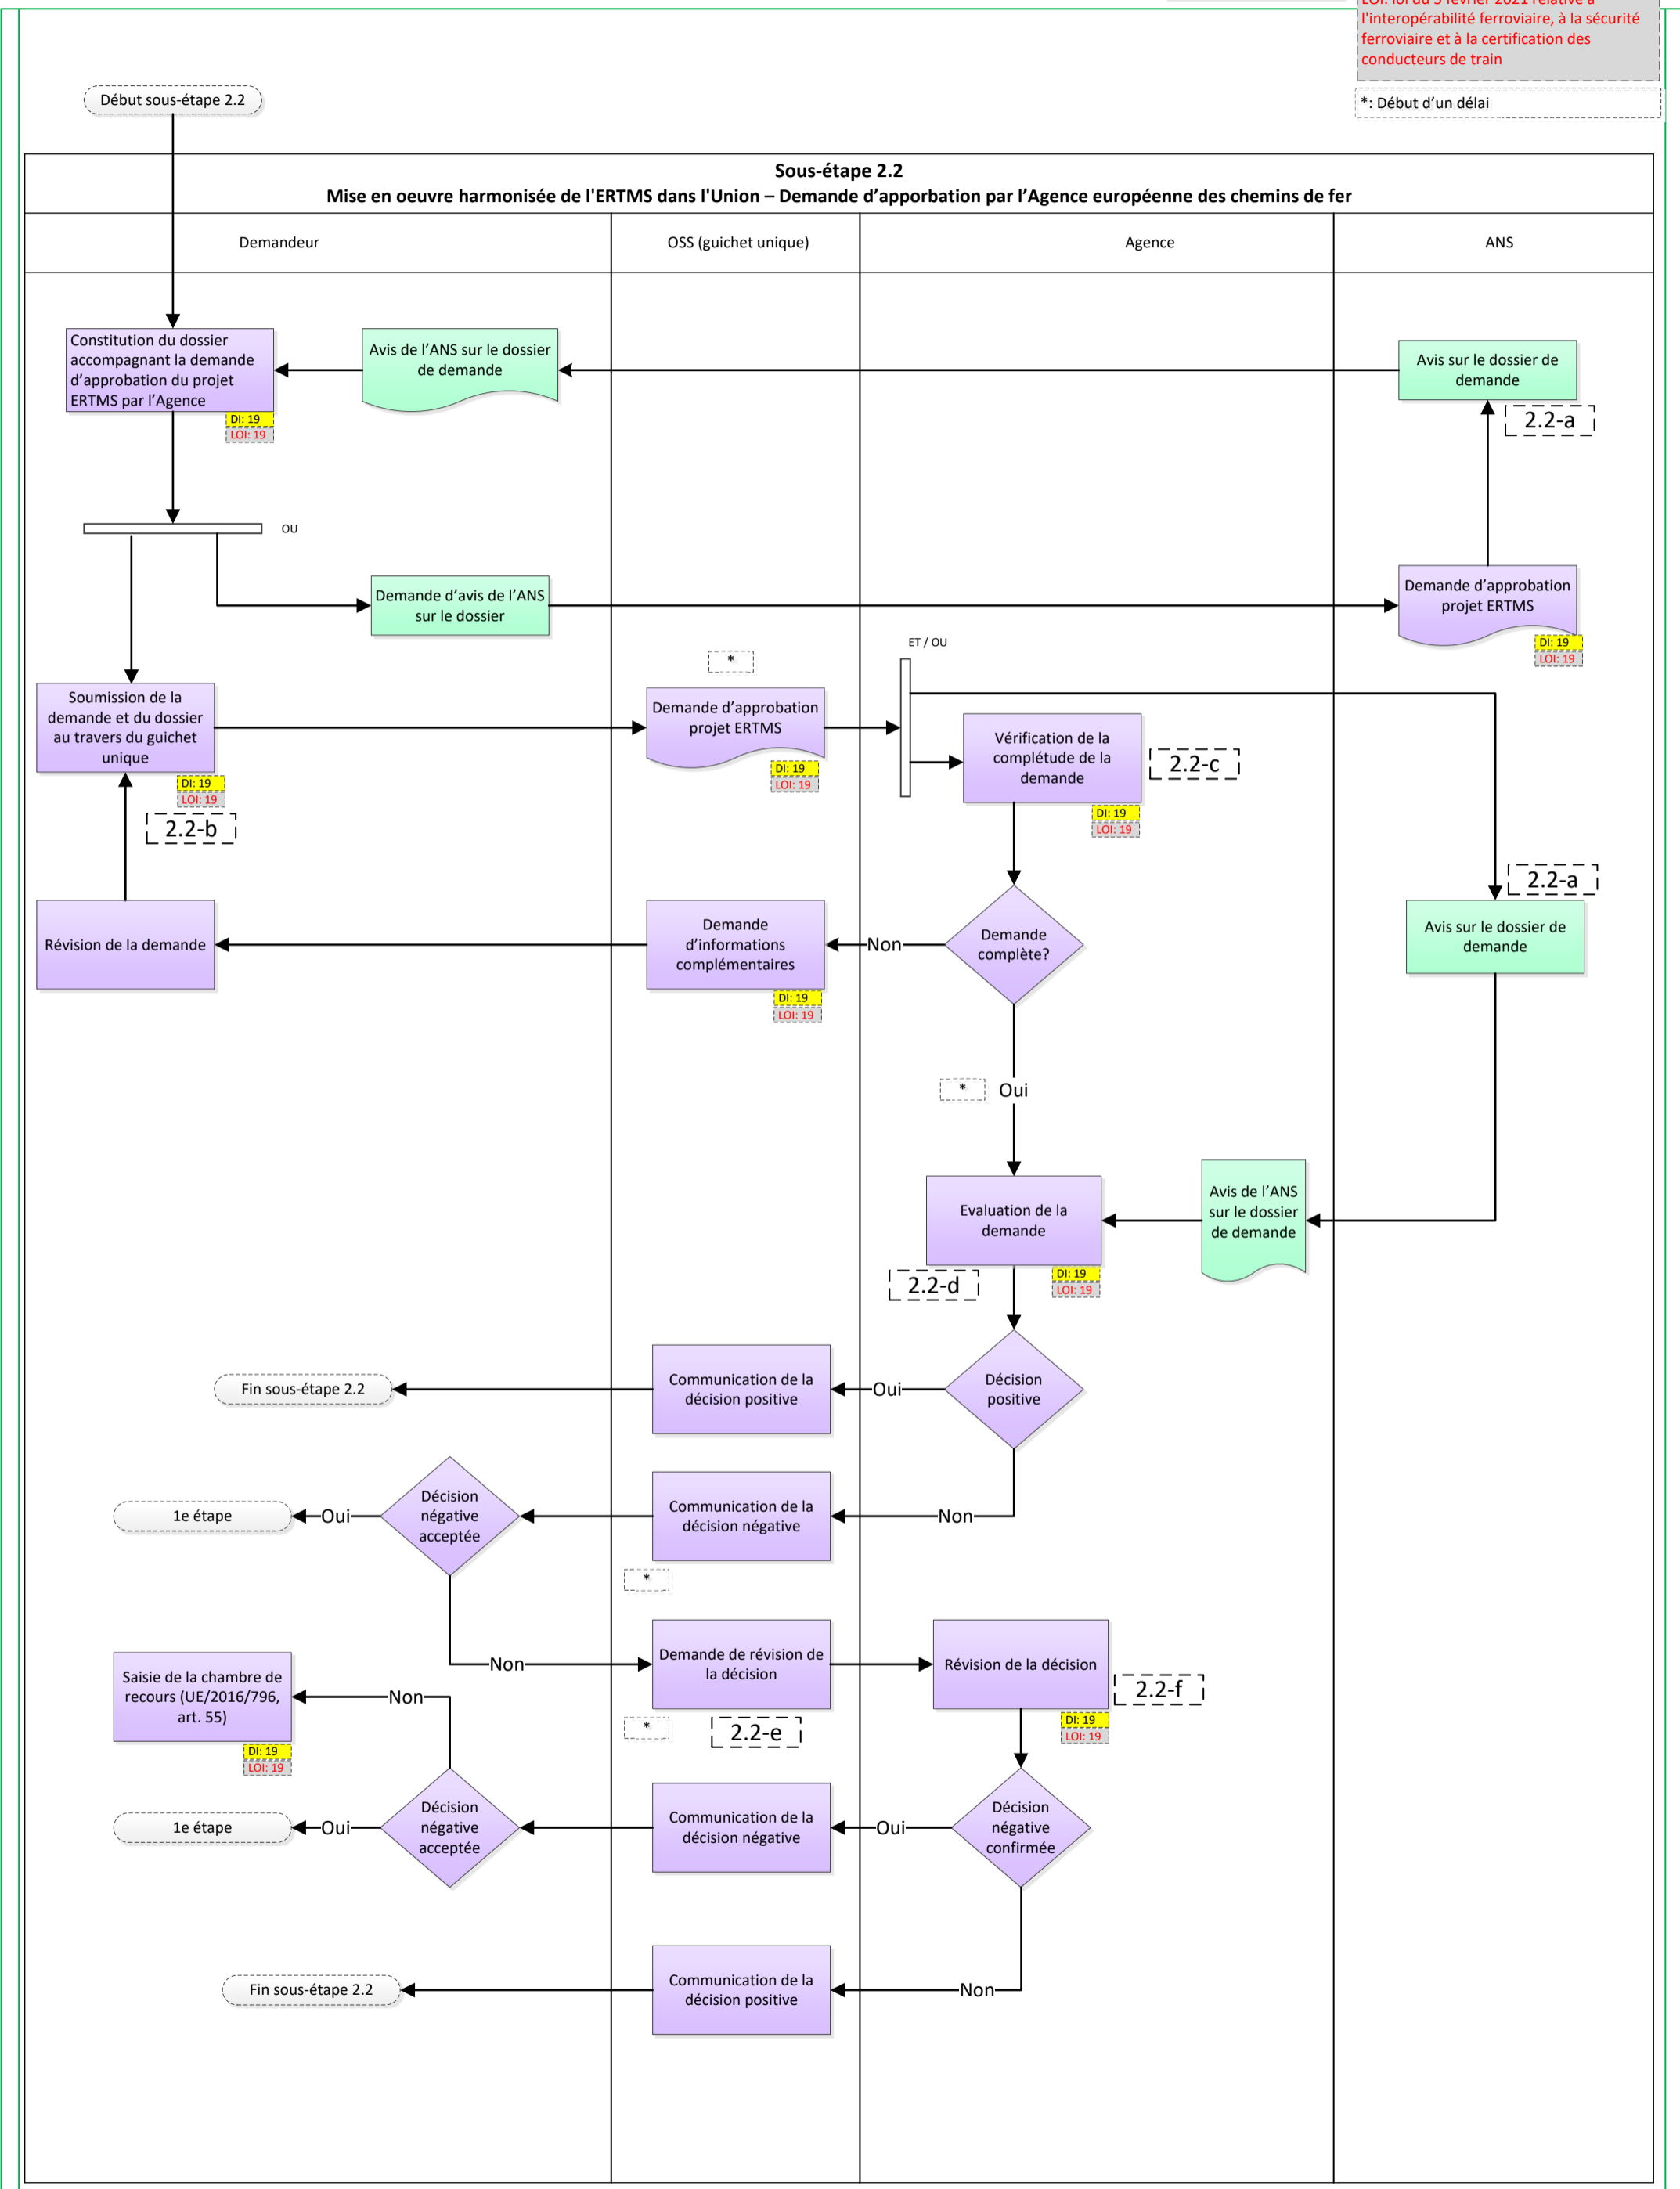 LOI: loi du 5 février 2021 relative à
l'interopérabilité ferroviaire, à la sécurité
ferroviaire et à la certification des
conducteurs de train
*: Début d’un délai
Début sous-étape 2.2
Sous-étape 2.2
Mise en oeuvre harmonisée de l'ERTMS dans l'Union – Demande d’apporbation par l’Agence européenne des chemins de fer
Demandeur
OSS (guichet unique)
Agence
ANS
Constitution du dossier
accompagnant la demande
d’approbation du projet
ERTMS par l’Agence
DI: 19
LOI: 19
Avis de l’ANS sur le dossier
de demande
Avis sur le dossier de
demande
2.2-a
OU
Demande d’avis de l’ANS
sur le dossier
Demande d’approbation
projet ERTMS
DI: 19
LOI: 19
ET / OU
*
Soumission de la
demande et du dossier
au travers du guichet
unique
DI: 19
LOI: 19
2.2-b
Demande d’approbation
projet ERTMS
DI: 19
LOI: 19
Vérification de la
complétude de la
demande
2.2-c
DI: 19
LOI: 19
2.2-a
Révision de la demande
Demande
d’informations
complémentaires
DI: 19
LOI: 19
Non
Demande
complète?
Avis sur le dossier de
demande
*
Oui
Evaluation de la
demande
DI: 19
LOI: 19
2.2-d
Avis de l’ANS
sur le dossier
de demande
Fin sous-étape 2.2
Communication de la
décision positive
Oui
Décision
positive
1e étape
Oui
Décision
négative
acceptée
Communication de la
décision négative
Non
*
Non
Demande de révision de
la décision
Révision de la décision
2.2-f
DI: 19
LOI: 19
Saisie de la chambre de
recours (UE/2016/796,
art. 55)
DI: 19
LOI: 19
Non
*
2.2-e
1e étape
Oui
Décision
négative
acceptée
Communication de la
décision négative
Oui
Décision
négative
confirmée
Fin sous-étape 2.2
Communication de la
décision positive
Non